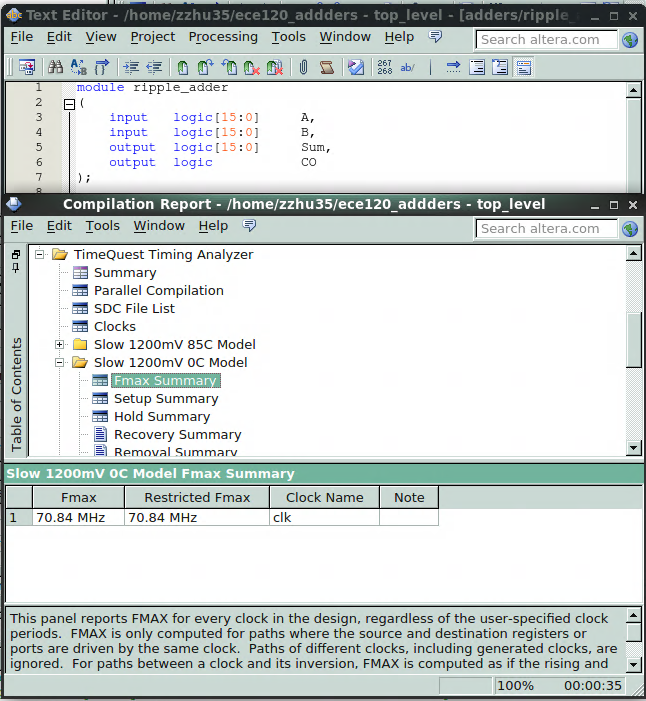 Text Editor - /home/zzhu35/ece120_addders - top_level - [adders/ripple_
File Edit View Project Processing Tools Window Help
Search altera.com
267
268
ab/
1 module ripple_adder
2 (
3 input logic[15:0] A,
4 input logic[15:0] B,
5 output logic[15:0] Sum,
6 output logic CO
7 );
8
Compilation Report - /home/zzhu35/ece120_addders - top_level
File Edit Tools Window Help
Search altera.com
Table of Contents
TimeQuest Timing Analyzer
Summary
Parallel Compilation
SDC File List
Clocks
Slow 1200mV 85C Model
Slow 1200mV 0C Model
Fmax Summary
Setup Summary
Hold Summary
Recovery Summary
Removal Summary
Slow 1200mV 0C Model Fmax Summary
Fmax Restricted Fmax Clock Name Note
1 70.84 MHz 70.84 MHz clk
This panel reports FMAX for every clock in the design, regardless of the user-specified clock
periods. FMAX is only computed for paths where the source and destination registers or
ports are driven by the same clock. Paths of different clocks, including generated clocks, are
ignored. For paths between a clock and its inversion, FMAX is computed as if the rising and
100% 00:00:35